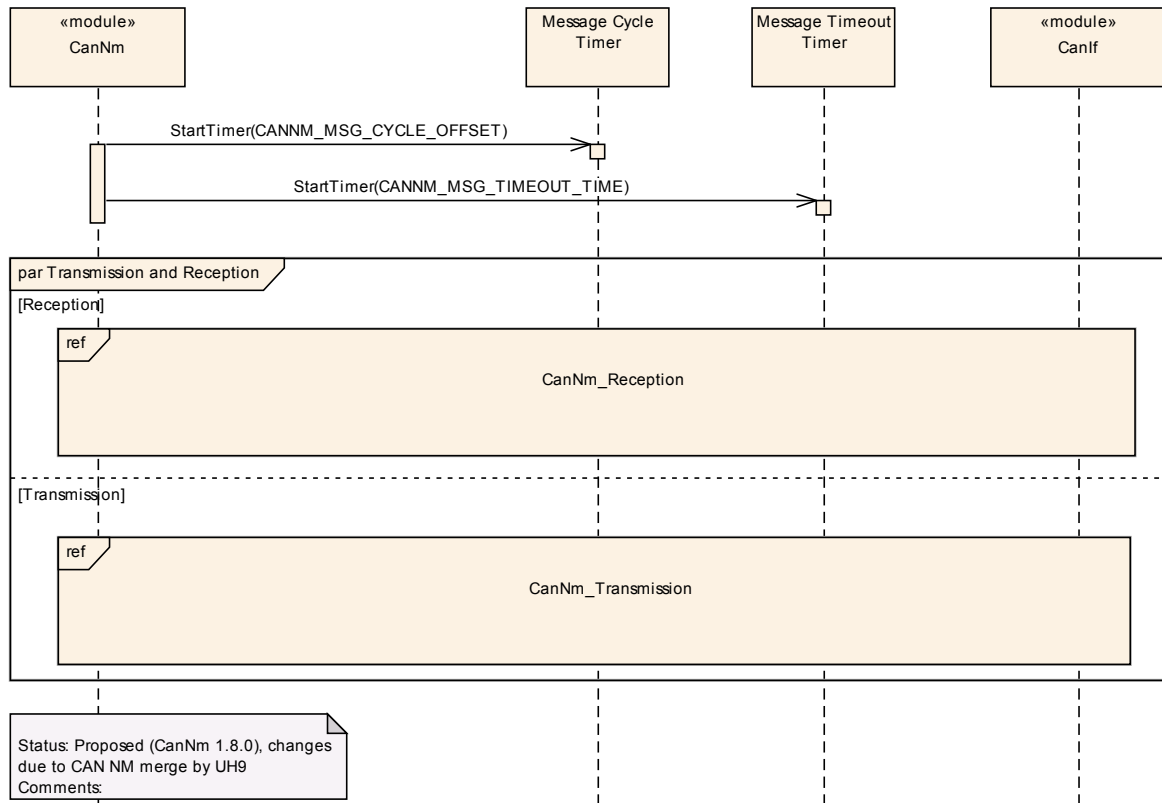 «module»
CanNm
Message Cycle
Timer
Message Timeout
Timer
«module»
CanIf
StartTimer(CANNM_MSG_CYCLE_OFFSET)
StartTimer(CANNM_MSG_TIMEOUT_TIME)
par Transmission and Reception
[Reception]
ref
CanNm_Reception
[Transmission]
ref
CanNm_Transmission
Status: Proposed (CanNm 1.8.0), changes
due to CAN NM merge by UH9
Comments: